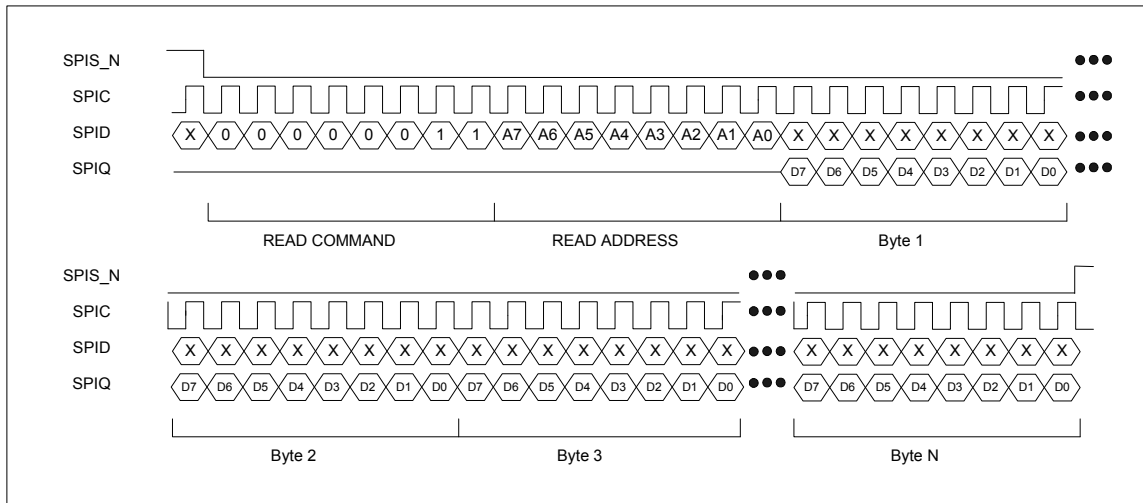 SPIS_N
SPIC
SPID X 0 0 0 0 0 0 1 1 A7 A6 A5 A4 A3 A2 A1 A0 X X X X X X X X
SPIQ D7 D6 D5 D4 D3 D2 D1 D0
READ COMMAND READ ADDRESS Byte 1
SPIS_N
SPIC
SPID X X X X X X X X X X X X X X X X X X X X X X X X
SPIQ D7 D6 D5 D4 D3 D2 D1 D0 D7 D6 D5 D4 D3 D2 D1 D0 D7 D6 D5 D4 D3 D2 D1 D0
Byte 2 Byte 3 Byte N